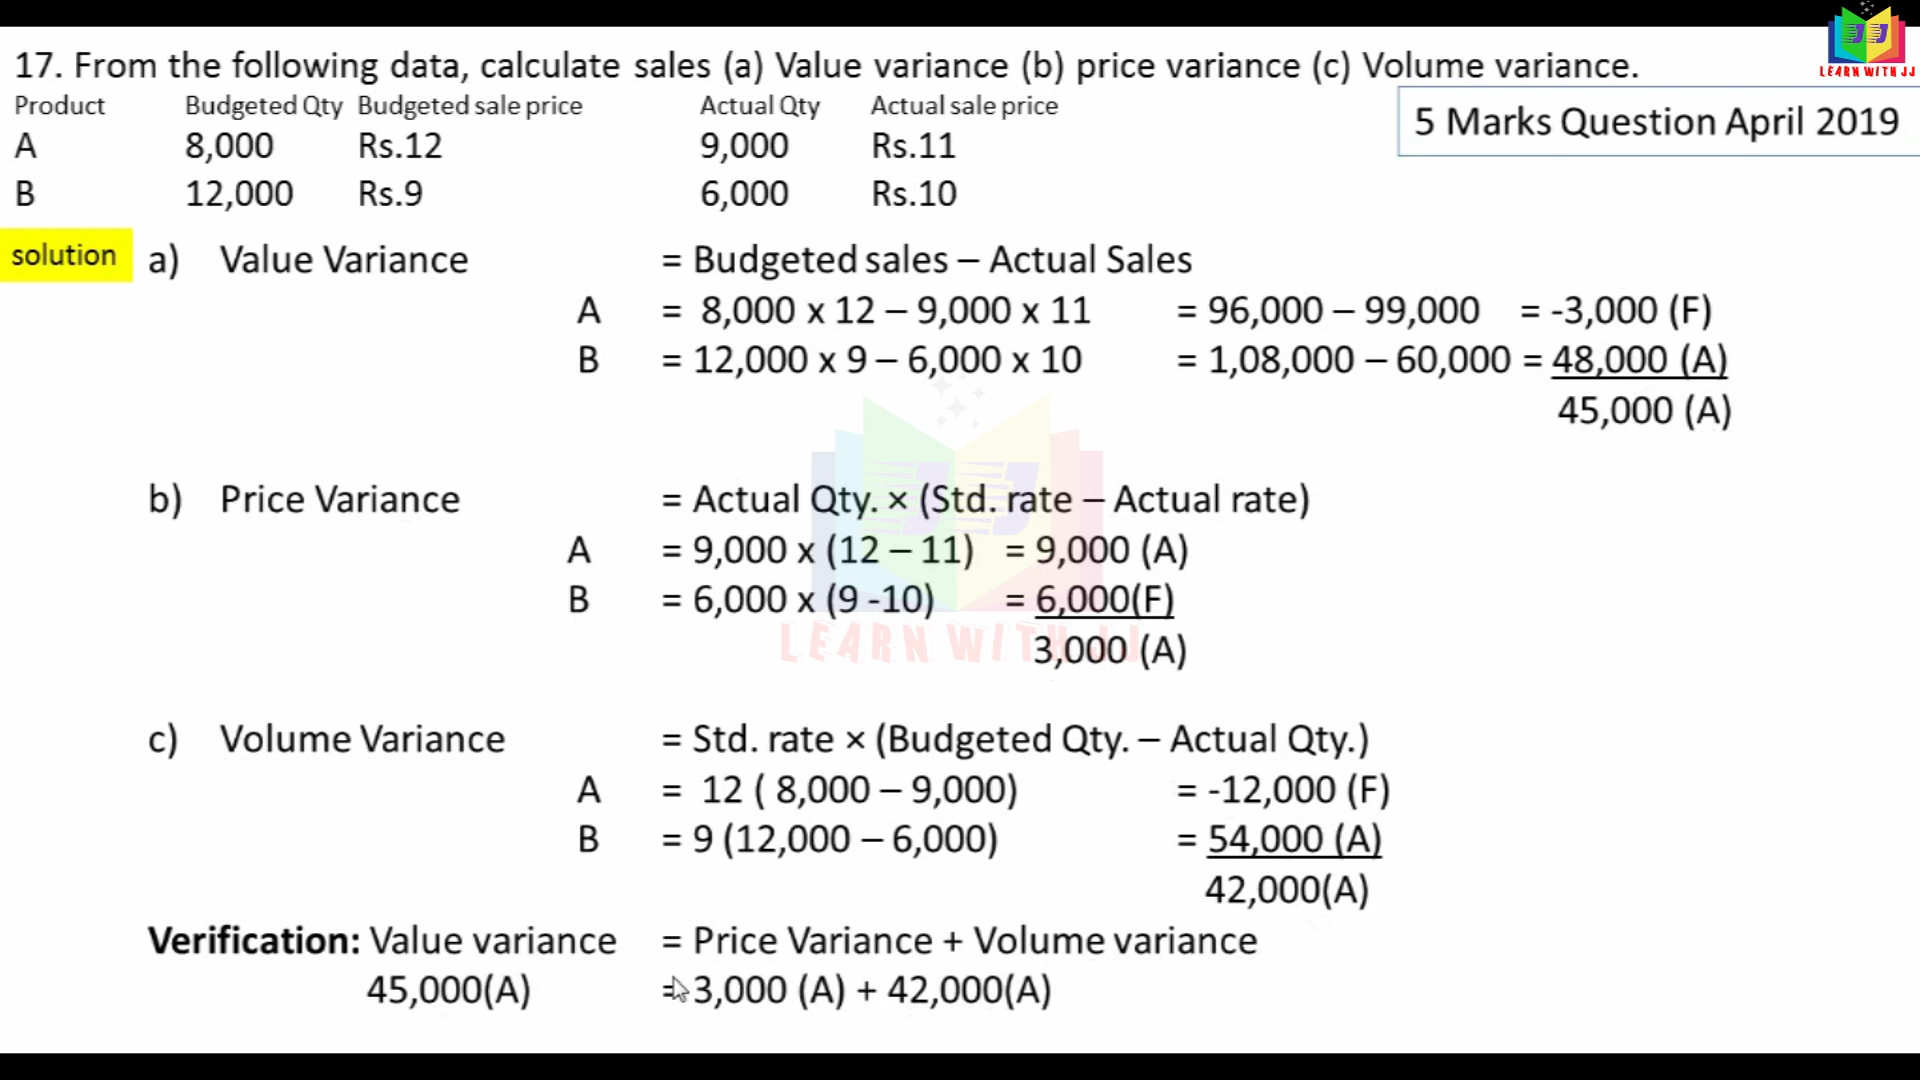 LEARN WITH JJ
17. From the following data, calculate sales (a) Value variance (b) price variance (c) Volume variance.
Product Budgeted Qty Budgeted sale price Actual Qty Actual sale price
5 Marks Question April 2019
A 8,000 Rs.12 9,000 Rs.11
B 12,000 Rs.9 6,000 Rs.10
solution a) Value Variance = Budgeted sales – Actual Sales
A = 8,000 x 12 – 9,000 x 11 = 96,000 – 99,000 = -3,000 (F)
B = 12,000 x 9 – 6,000 x 10 = 1,08,000 – 60,000 = 48,000 (A)
45,000 (A)
b) Price Variance = Actual Qty. × (Std. rate – Actual rate)
A = 9,000 x (12 – 11) = 9,000 (A)
B = 6,000 x (9 -10) = 6,000(F)
LEARN WITH JJ
3,000 (A)
c) Volume Variance = Std. rate × (Budgeted Qty. – Actual Qty.)
A = 12 ( 8,000 – 9,000) = -12,000 (F)
B = 9 (12,000 – 6,000) = 54,000 (A)
42,000(A)
Verification: Value variance = Price Variance + Volume variance
45,000(A) = 3,000 (A) + 42,000(A)